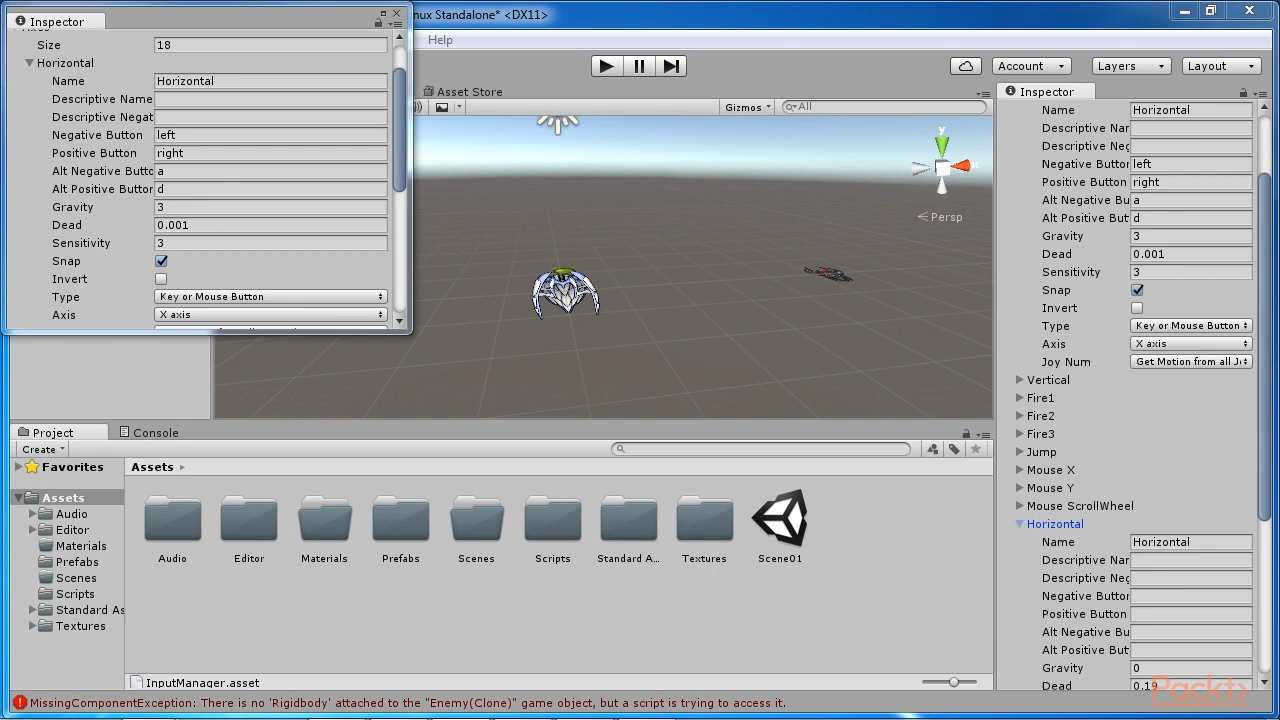 Inspector
Size 18
Horizontal
Name Horizontal
Descriptive Name
Descriptive Negat
Negative Button left
Positive Button right
Alt Negative Butto a
Alt Positive Button d
Gravity 3
Dead 0.001
Sensitivity 3
Snap
Invert
Type Key or Mouse Button
Axis X axis
nux Standalone* <DX11>
Help
Account
Layers
Layout
Asset Store
Gizmos
All
y
Persp
Inspector
Name Horizontal
Descriptive Nar
Descriptive Neg
Negative Button left
Positive Button right
Alt Negative Bu a
Alt Positive But d
Gravity 3
Dead 0.001
Sensitivity 3
Snap
Invert
Type Key or Mouse Button
Axis X axis
Joy Num Get Motion from all J
Vertical
Fire1
Fire2
Fire3
Jump
Mouse X
Mouse Y
Mouse ScrollWheel
Horizontal
Name Horizontal
Descriptive Nar
Descriptive Neg
Negative Button
Positive Button
Alt Negative Bu
Alt Positive But
Gravity 0
Dead 0.19
Packt>
Project
Console
Create
Favorites
Assets
Audio
Editor
Materials
Prefabs
Scenes
Scripts
Standard As
Textures
Assets
Audio
Editor
Materials
Prefabs
Scenes
Scripts
Standard A...
Textures
Scene01
InputManager.asset
MissingComponentException: There is no 'Rigidbody' attached to the "Enemy(Clone)" game object, but a script is trying to access it.